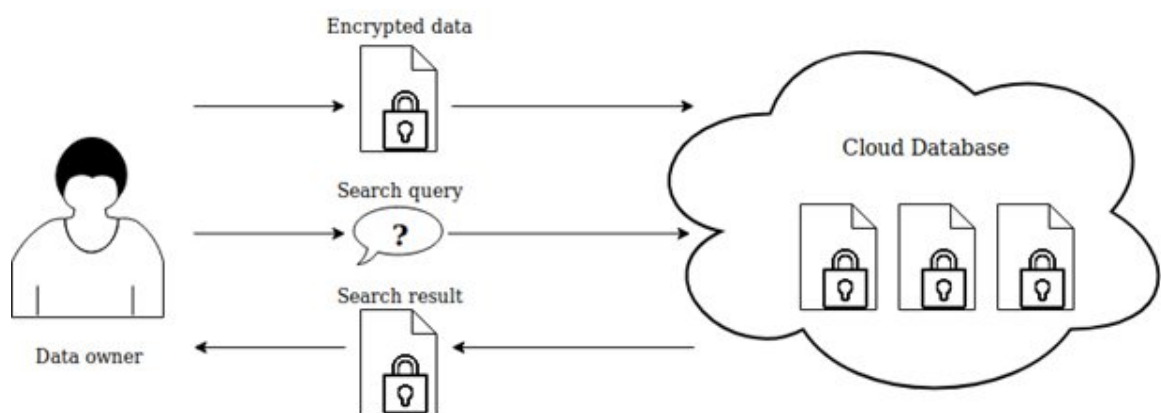 Encrypted data
Cloud Database
Search query
?
Search result
Data owner